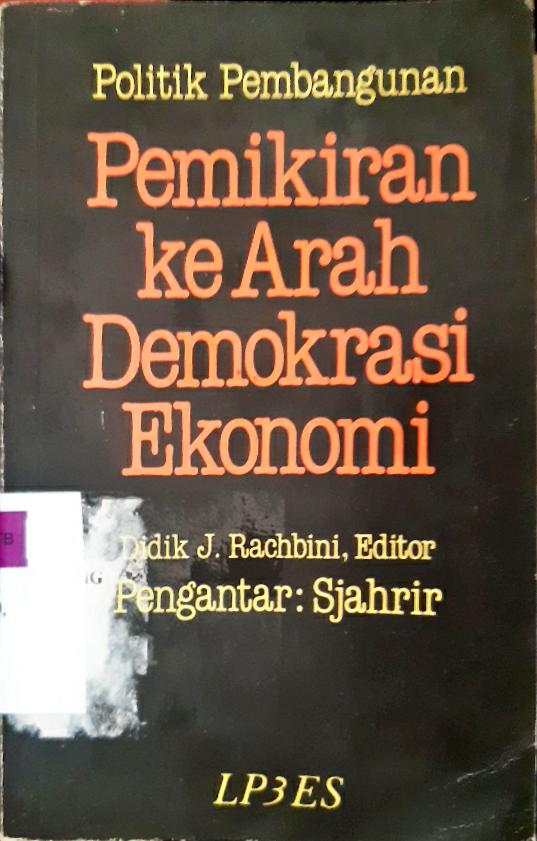 Politik Pembangunan
Pemikiran
ke Arah
Demokrasi
Ekonomi
Didik J. Rachbini, Editor
Pengantar: Sjahrir
LP3ES